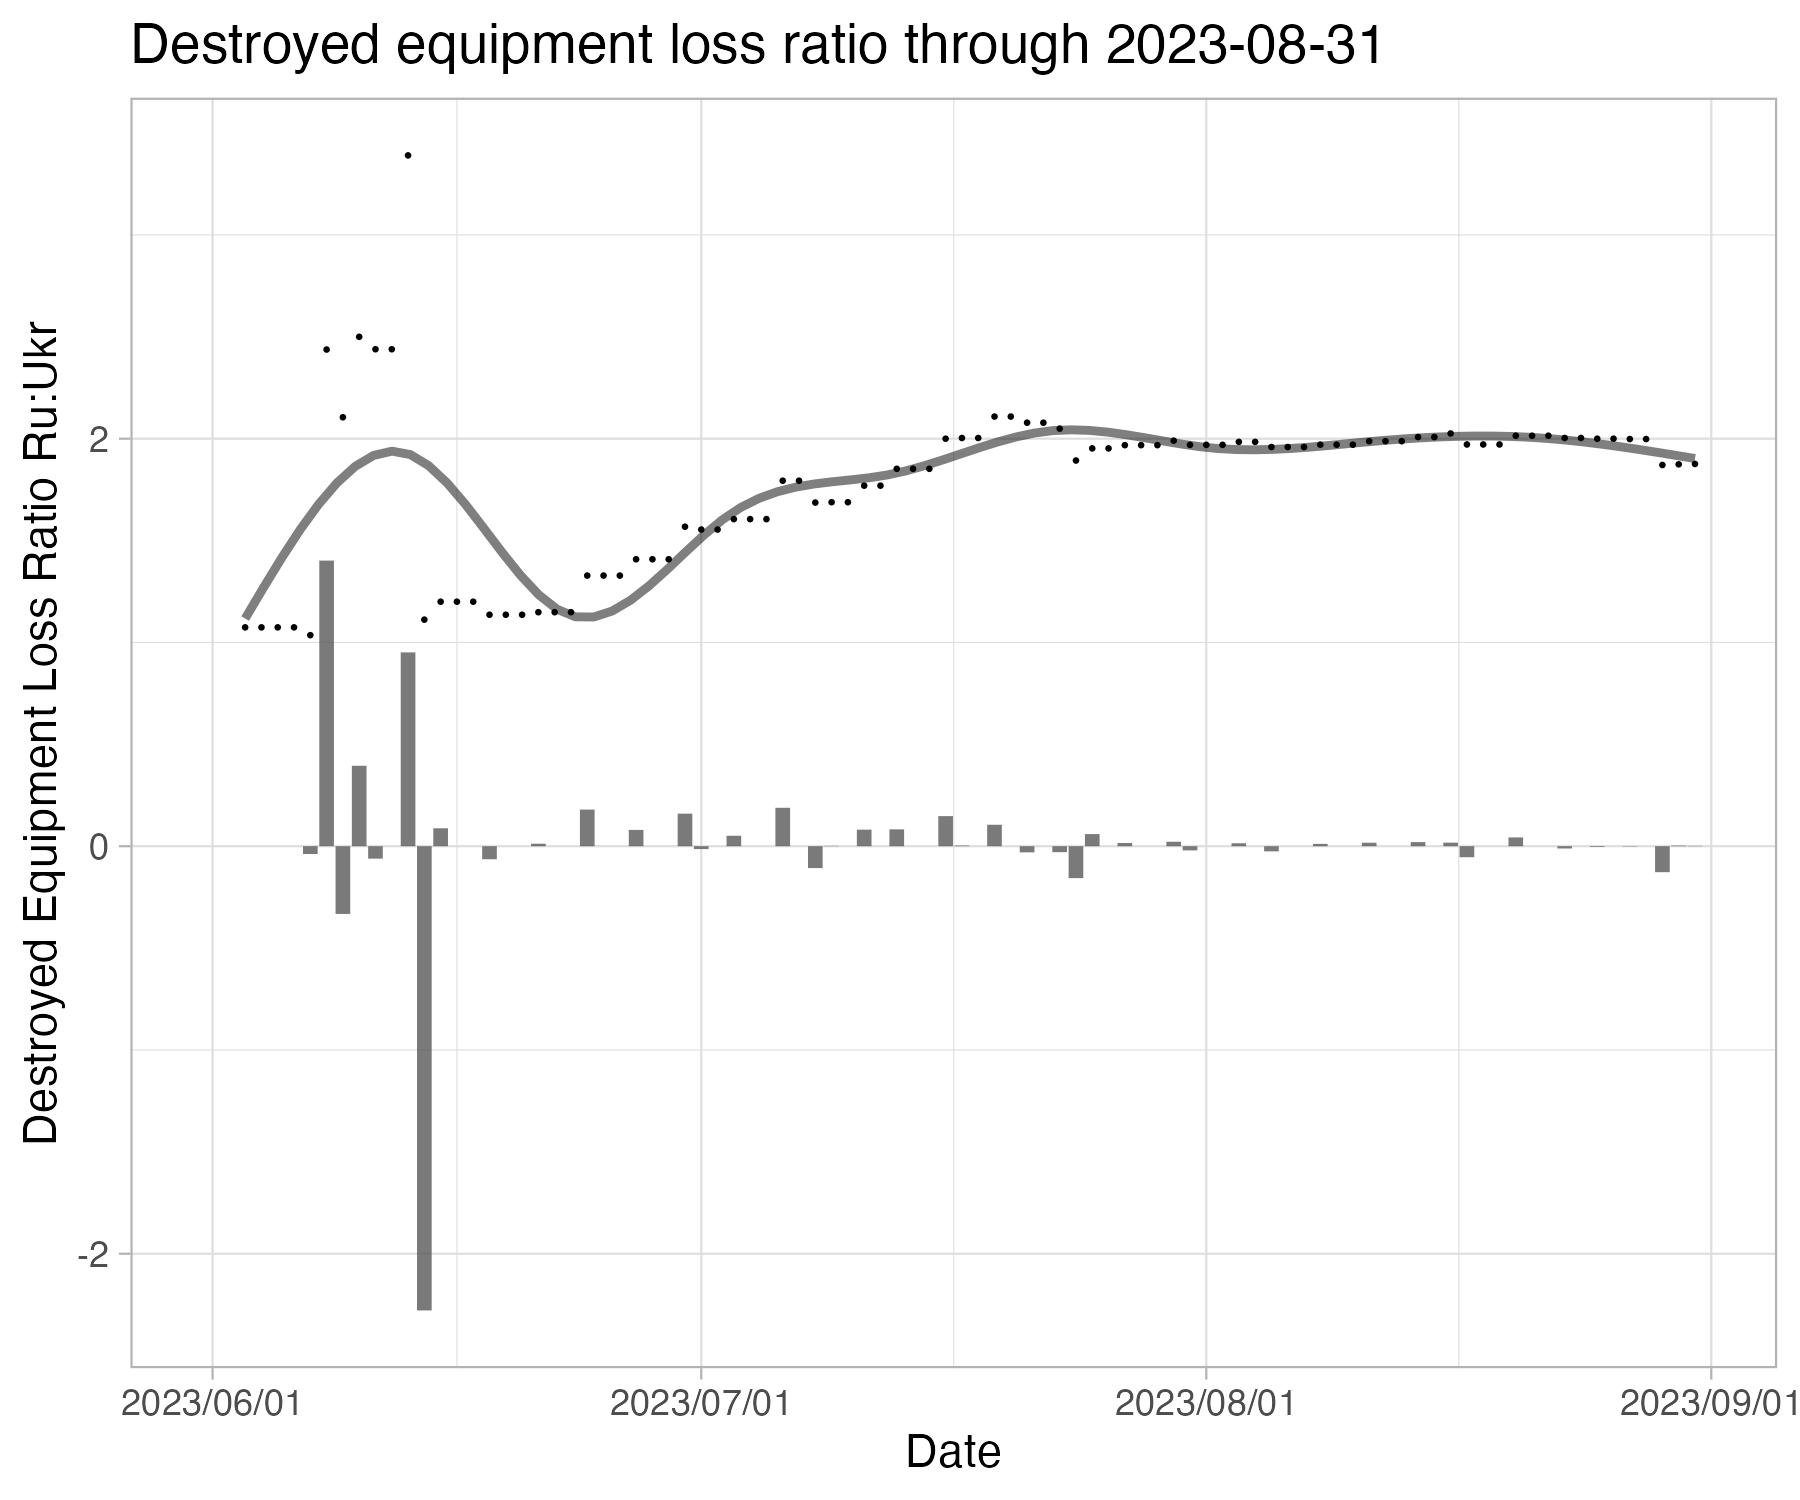 Destroyed equipment loss ratio through 2023-08-31
Destroyed Equipment Loss Ratio Ru:Ukr
2
0
-2
2023/06/01
2023/07/01
2023/08/01
2023/09/01
Date